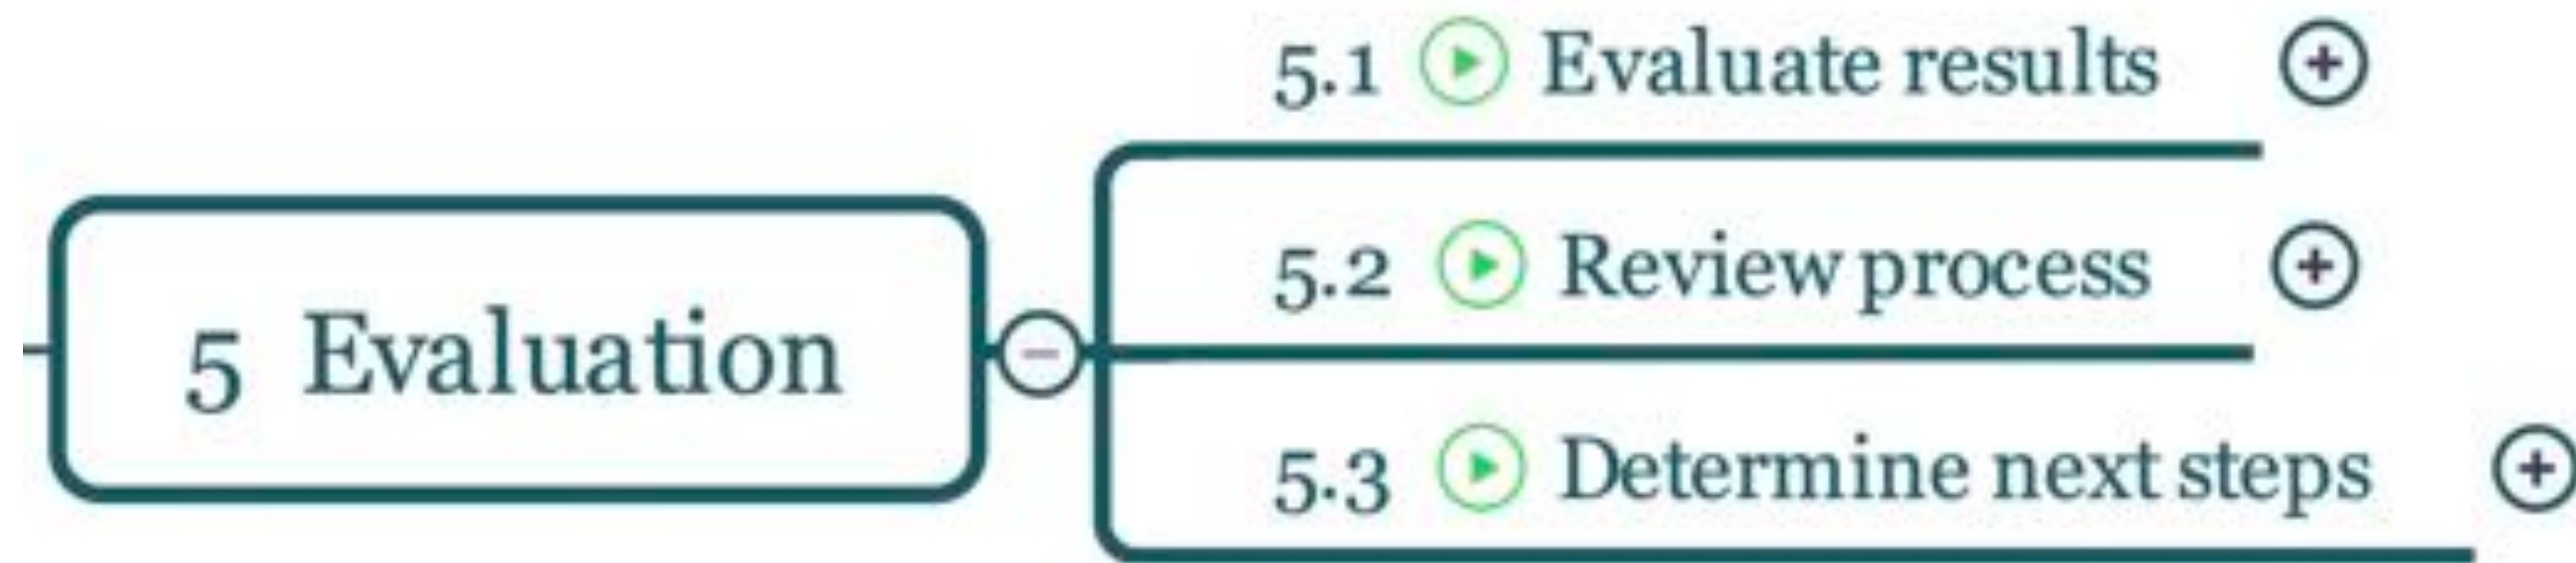 5.1 Evaluate results
5.2 Review process
5 Evaluation
5.3 Determine next steps